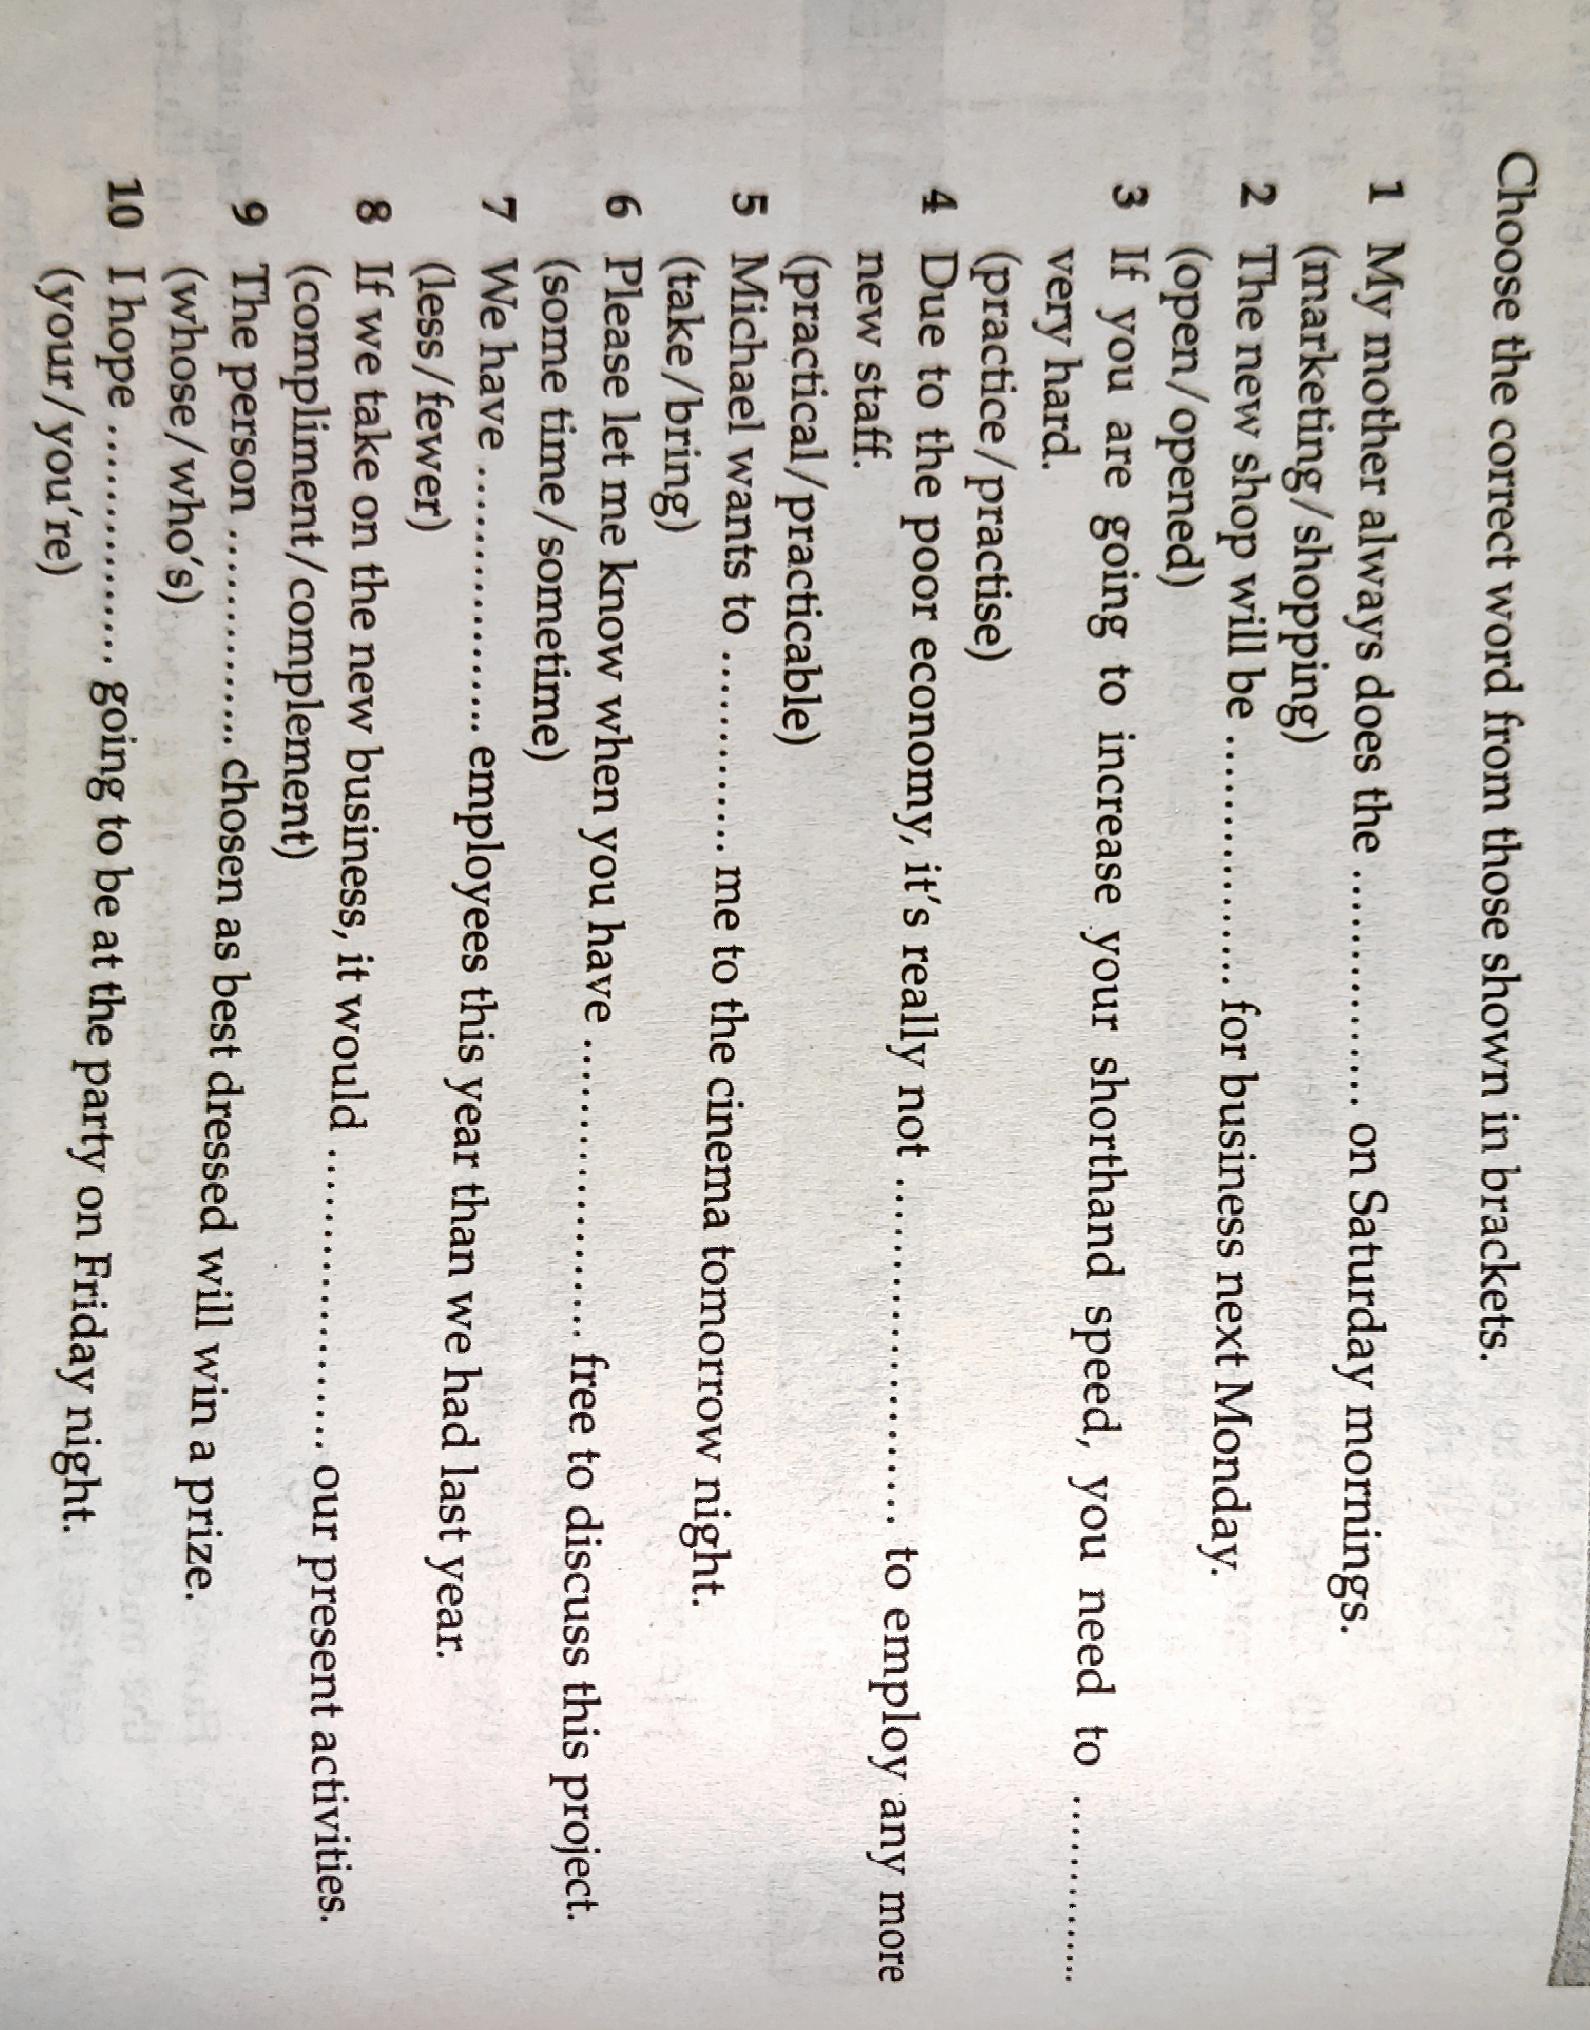 Choose the correct word from those shown in brackets.
1 My mother always does the ............... on Saturday mornings.
(marketing/shopping)
2 The new shop will be ................ for business next Monday.
(open/opened)
3 If you are going to increase your shorthand speed, you need to ..............
very hard.
(practice/practise)
4 Due to the poor economy, it's really not ...................... to employ any more
new staff.
(practical/practicable)
5 Michael wants to ............. me to the cinema tomorrow night.
(take/bring)
6 Please let me know when you have ................... free to discuss this project.
(some time/sometime)
7 We have ................. employees this year than we had last year.
(less/fewer)
8 If we take on the new business, it would ................... our present activities.
(compliment/complement)
9 The person .............. chosen as best dressed will win a prize.
(whose/who's)
10 I hope ............... going to be at the party on Friday night.
(your/you're)